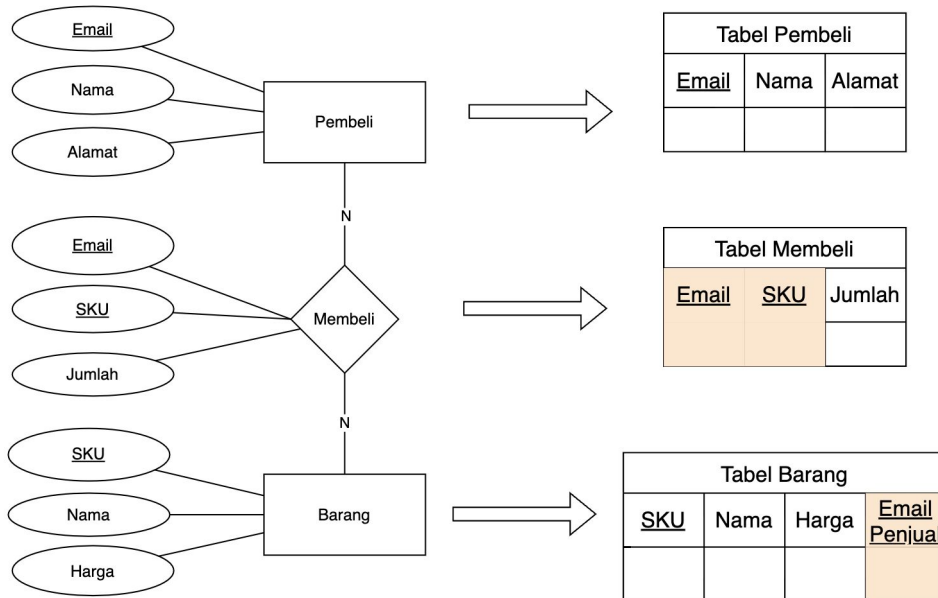 Email
Nama
Alamat
Pembeli
N
Email
SKU
Jumlah
Membeli
N
SKU
Nama
Harga
Barang
Tabel Pembeli
Email Nama Alamat
Tabel Membeli
Email SKU Jumlah
Tabel Barang
SKU Nama Harga Email
Penjual